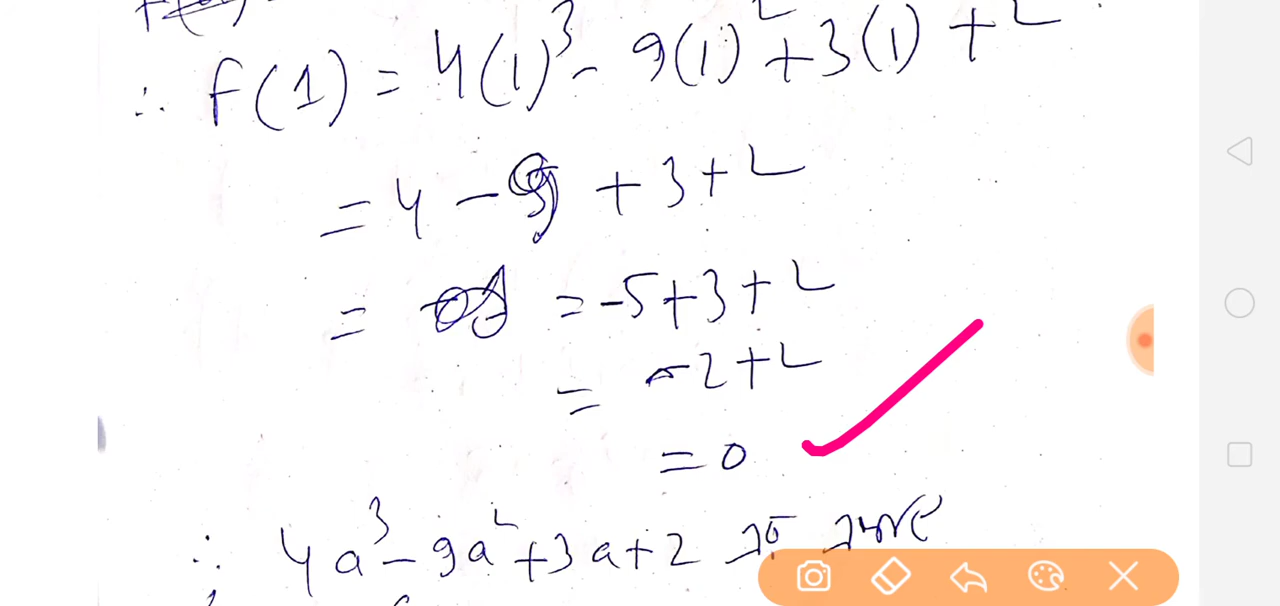 ∴ f(1) = 4(1)³ - 9(1)² + 3(1) + 2
= 4 - 9 + 3 + 2
= = -5 + 3 + 2
= -2 + 2
= 0
∴ 4a³ - 9a² + 3a + 2